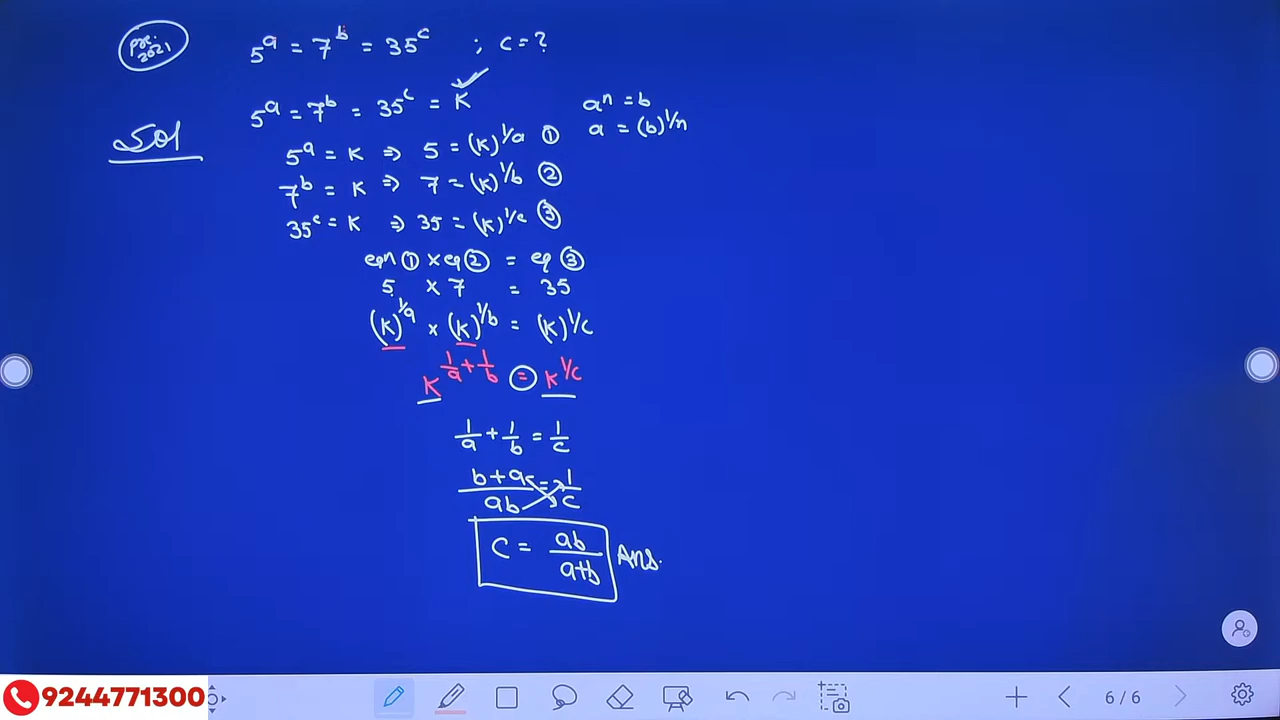 pre. 2021
5^a = 7^b = 35^c ; c = ?
Sol
5^a = 7^b = 35^c = K
a^n = b
a = (b)^1/n
5^a = K ⇒ 5 = (K)^1/a ①
7^b = K ⇒ 7 = (K)^1/b ②
35^c = K ⇒ 35 = (K)^1/c ③
eqn ① × eq ② = eq ③
5 × 7 = 35
(K)^1/a × (K)^1/b = (K)^1/c
K^(1/a + 1/b) = K^1/c
1/a + 1/b = 1/c
b+a/ab = 1/c
c = ab/a+b Ans.
9244771300
6 / 6